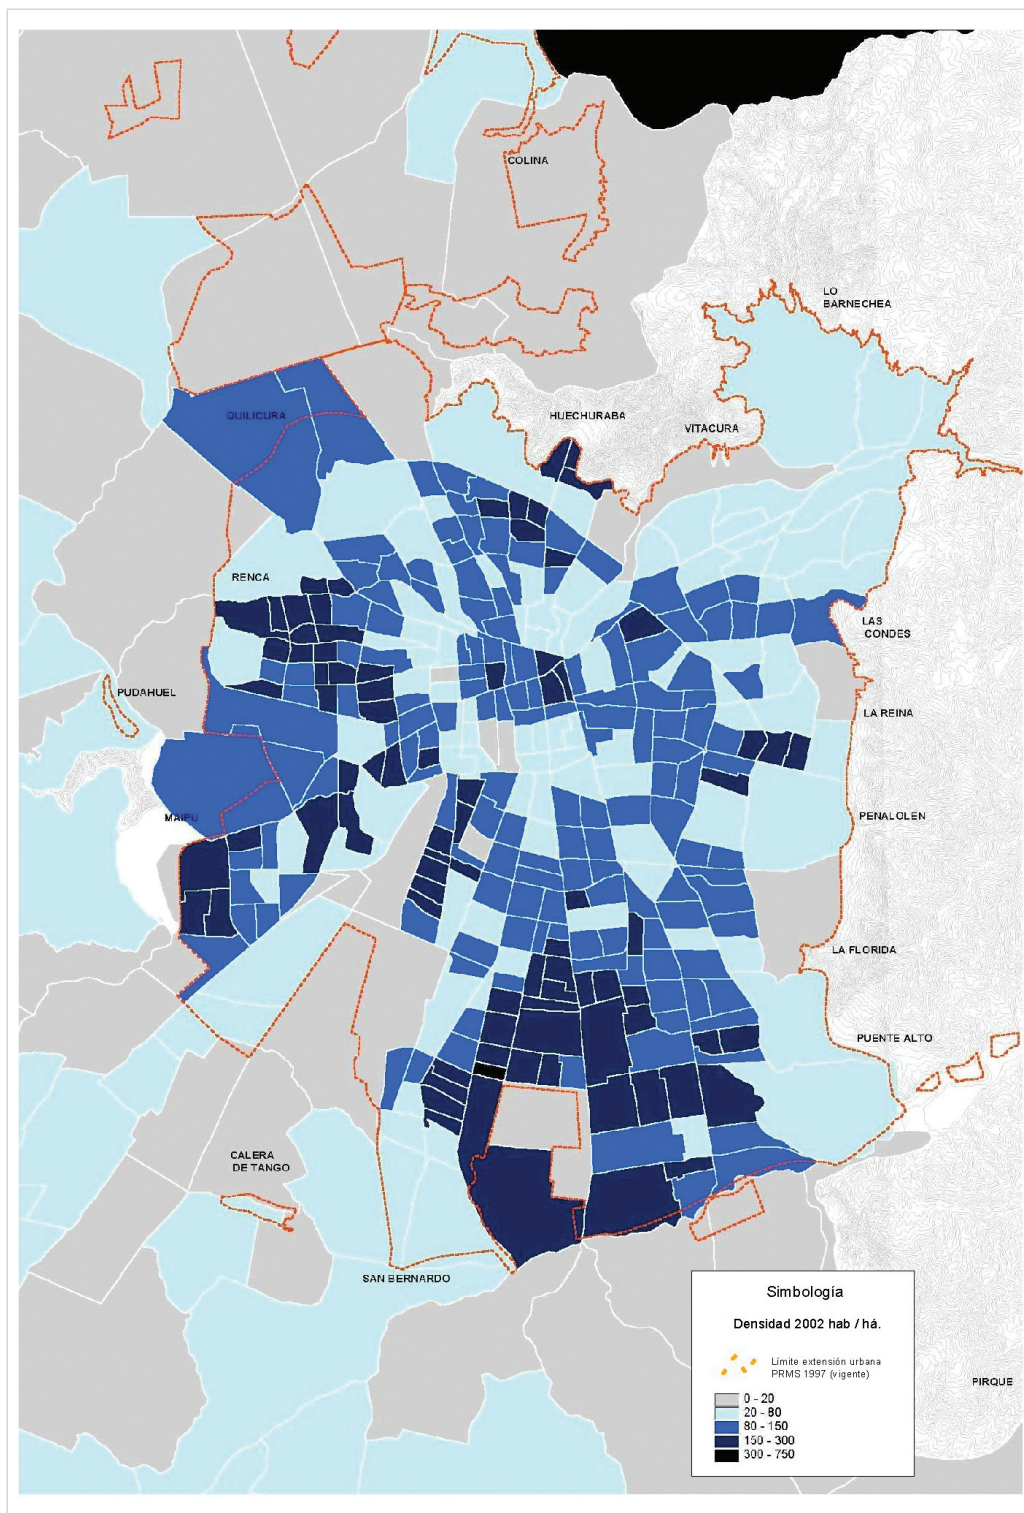 COLINA
LO
BARNECHEA
QUILICURA
HUECHURABA
VITACURA
RENCA
LAS
CONDES
PUDAHUEL
LA REINA
MAIPU
PENALOLEN
LA FLORIDA
PUENTE ALTO
CALERA
DE TANGO
SAN BERNARDO
PIRQUE
Simbología
Densidad 2002 hab / há.
Límite extensión urbana
PRMS 1997 (vigente)
0 - 20
20 - 80
80 - 150
150 - 300
300 - 750